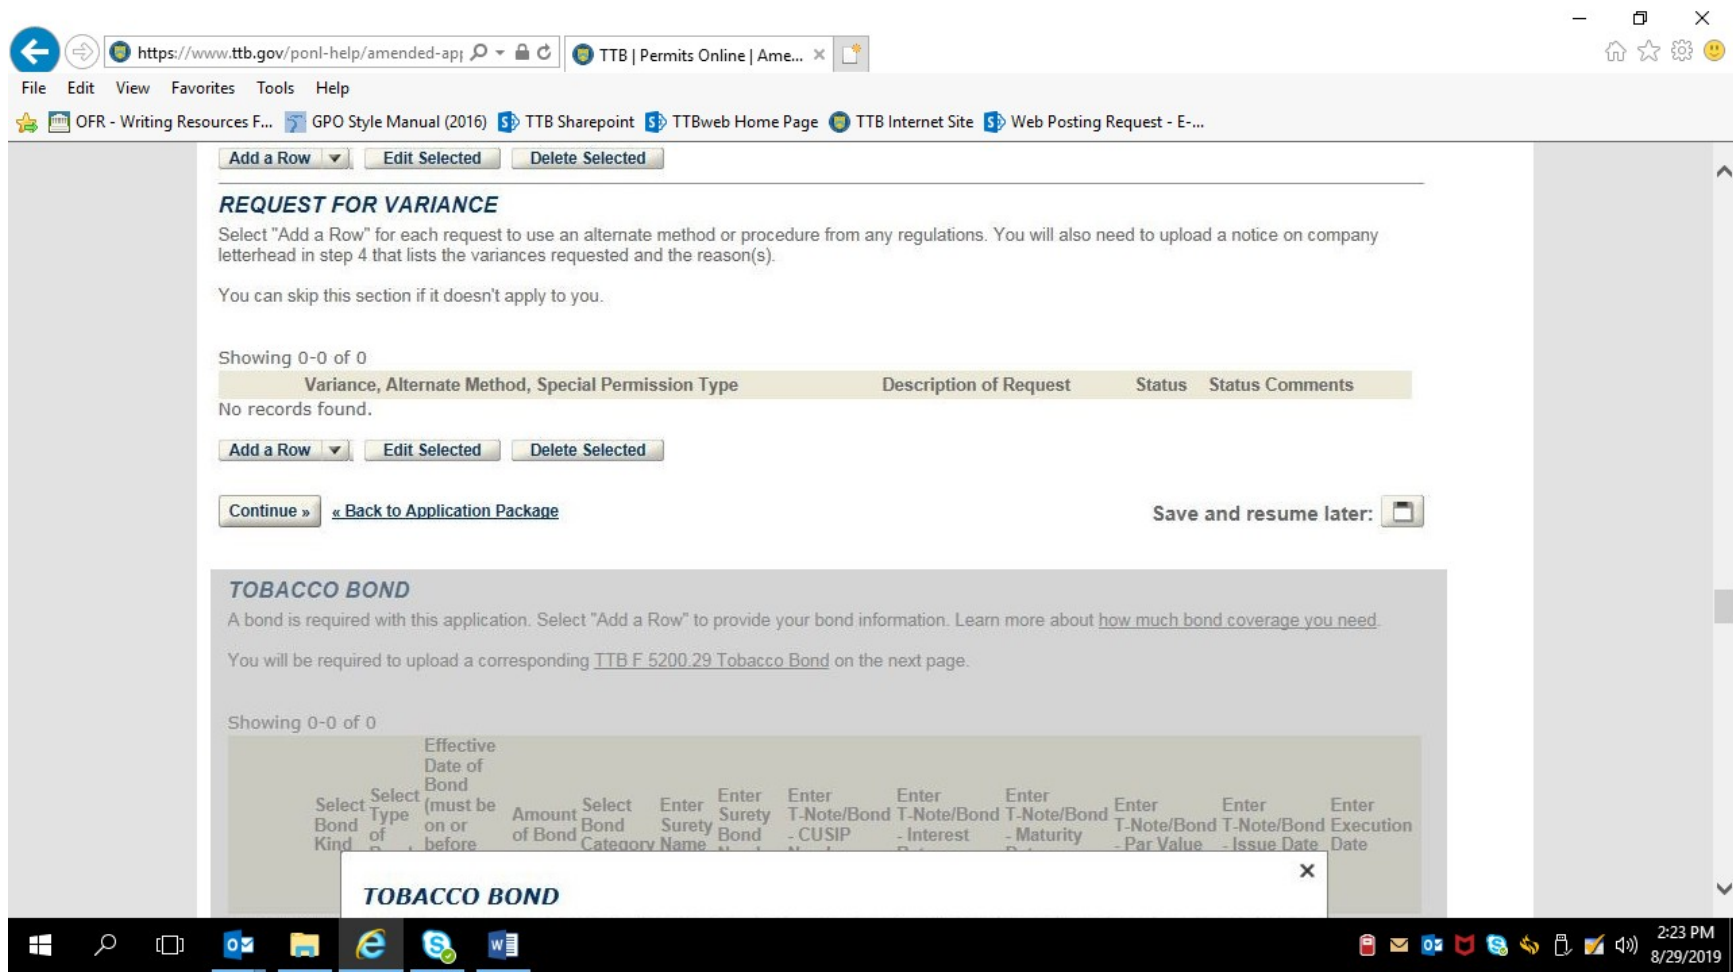 https://www.ttb.gov/ponl-help/amended-ap
TTB | Permits Online | Ame...
File Edit View Favorites Tools Help
OFR - Writing Resources F... GPO Style Manual (2016) TTB Sharepoint TTBweb Home Page TTB Internet Site Web Posting Request - E-...
Add a Row Edit Selected Delete Selected
REQUEST FOR VARIANCE
Select "Add a Row" for each request to use an alternate method or procedure from any regulations. You will also need to upload a notice on company
letterhead in step 4 that lists the variances requested and the reason(s).
You can skip this section if it doesn't apply to you.
Showing 0-0 of 0
Variance, Alternate Method, Special Permission Type Description of Request Status Status Comments
No records found.
Add a Row Edit Selected Delete Selected
Continue » « Back to Application Package Save and resume later:
TOBACCO BOND
A bond is required with this application. Select "Add a Row" to provide your bond information. Learn more about how much bond coverage you need.
You will be required to upload a corresponding TTB F 5200.29 Tobacco Bond on the next page.
Showing 0-0 of 0
Effective
Date of
Bond
Select Select (must be Amount Select Enter Enter Enter Enter Enter Enter Enter Enter
Bond Type on or of Bond Bond Surety Surety T-Note/Bond T-Note/Bond T-Note/Bond T-Note/Bond T-Note/Bond Execution
Kind of before Category Name Bond - CUSIP - Interest - Maturity - Par Value - Issue Date Date
TOBACCO BOND
2:23 PM
8/29/2019